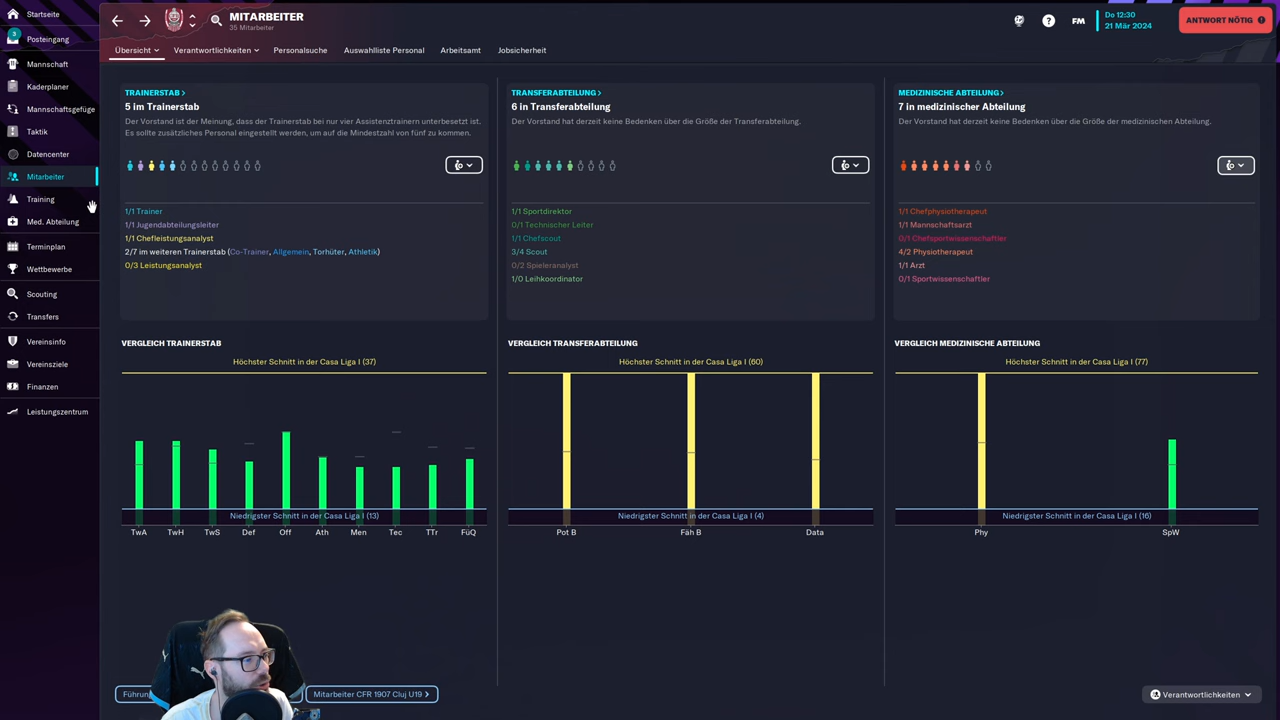 Startseite
3
Posteingang
Mannschaft
Kaderplaner
Mannschaftsgefüge
Taktik
Datencenter
Mitarbeiter
Training
Med. Abteilung
Terminplan
Wettbewerbe
Scouting
Transfers
Vereinsinfo
Vereinsziele
Finanzen
Leistungszentrum
MITARBEITER
35 Mitarbeiter
?
FM
Do 12:30
21 Mär 2024
ANTWORT NÖTIG
Übersicht
Verantwortlichkeiten
Personalsuche
Auswahlliste Personal
Arbeitsamt
Jobsicherheit
TRAINERSTAB >
5 im Trainerstab
Der Vorstand ist der Meinung, dass der Trainerstab bei nur vier Assistenztrainern unterbesetzt ist.
Es sollte zusätzliches Personal eingestellt werden, um auf die Mindestzahl von fünf zu kommen.
1/1 Trainer
1/1 Jugendabteilungsleiter
1/1 Chefleistungsanalyst
2/7 im weiteren Trainerstab (Co-Trainer, Allgemein, Torhüter, Athletik)
0/3 Leistungsanalyst
TRANSFERABTEILUNG >
6 in Transferabteilung
Der Vorstand hat derzeit keine Bedenken über die Größe der Transferabteilung.
1/1 Sportdirektor
0/1 Technischer Leiter
1/1 Chefscout
3/4 Scout
0/2 Spieleranalyst
1/0 Leihkoordinator
MEDIZINISCHE ABTEILUNG >
7 in medizinischer Abteilung
Der Vorstand hat derzeit keine Bedenken über die Größe der medizinischen Abteilung.
1/1 Chefphysiotherapeut
1/1 Mannschaftsarzt
0/1 Chefsportwissenschaftler
4/2 Physiotherapeut
1/1 Arzt
0/1 Sportwissenschaftler
VERGLEICH TRAINERSTAB
Höchster Schnitt in der Casa Liga I (37)
Niedrigster Schnitt in der Casa Liga I (13)
TwA TwH TwS Def Off Ath Men Tec TTr FüQ
VERGLEICH TRANSFERABTEILUNG
Höchster Schnitt in der Casa Liga I (60)
Niedrigster Schnitt in der Casa Liga I (4)
Pot B Fäh B Data
VERGLEICH MEDIZINISCHE ABTEILUNG
Höchster Schnitt in der Casa Liga I (77)
Niedrigster Schnitt in der Casa Liga I (16)
Phy SpW
Mitarbeiter CFR 1907 Cluj U19 >
Verantwortlichkeiten